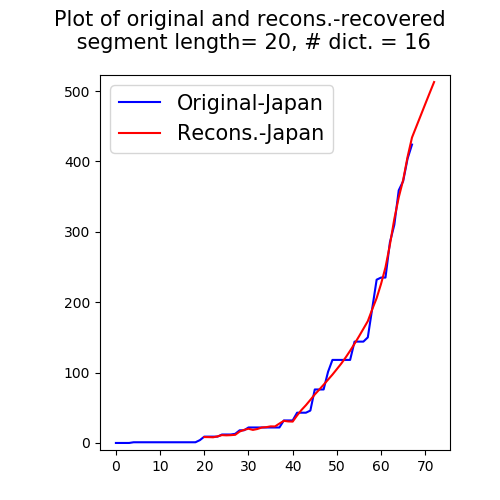 Plot of original and recons.-recovered
segment length= 20, # dict. = 16
Original-Japan
Recons.-Japan
500
400
300
200
100
0
0 10 20 30 40 50 60 70